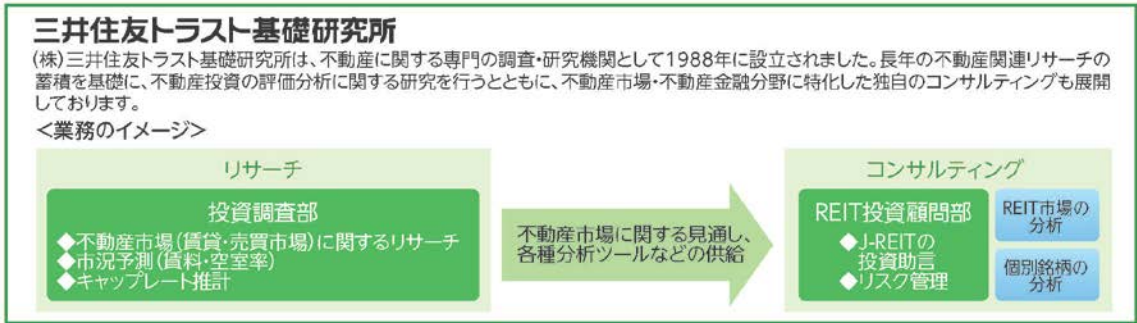 三井住友トラスト基礎研究所
(株)三井住友トラスト基礎研究所は、不動産に関する専門の調査・研究機関として1988年に設立されました。長年の不動産関連リサーチの
蓄積を基礎に、不動産投資の評価分析に関する研究を行うとともに、不動産市場・不動産金融分野に特化した独自のコンサルティングも展開
しております。
＜業務のイメージ＞
リサーチ
投資調査部
◆不動産市場(賃貸・売買市場)に関するリサーチ
◆市況予測(賃料・空室率)
◆キャップレート推計
不動産市場に関する見通し、
各種分析ツールなどの供給
コンサルティング
REIT投資顧問部
◆J-REITの
投資助言
◆リスク管理
REIT市場の
分析
個別銘柄の
分析